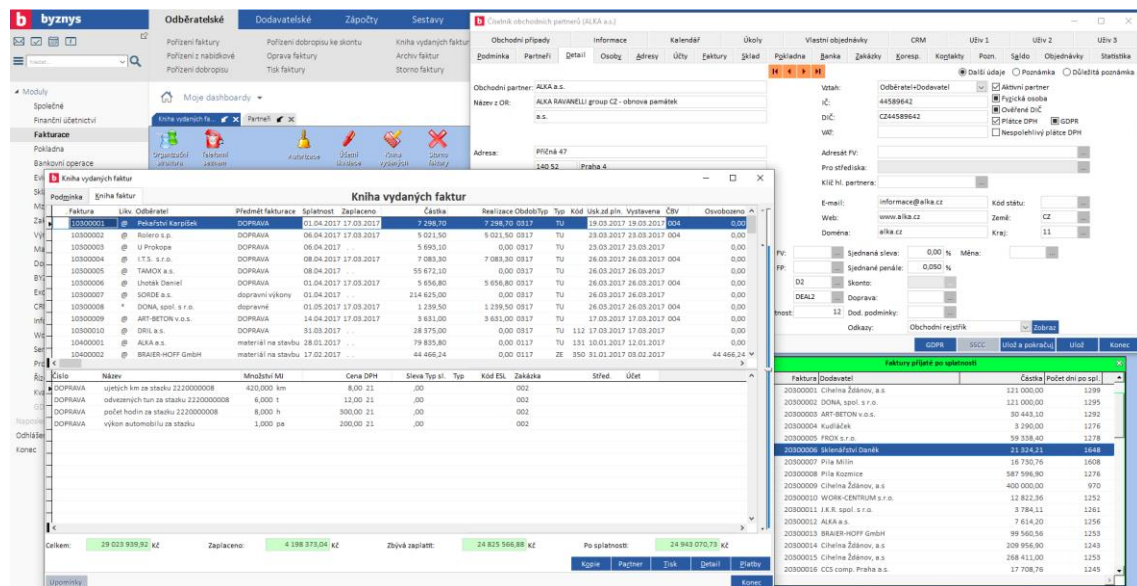 byznys
Odběratelské Dodavatelské Zápočty Sestavy
Pořízení faktury Pořízení dobropisu ke skontu Kniha vydaných faktur
Pořízení z nabídkové Oprava faktury Archiv faktur
Pořízení dobropisu Tisk faktury Storno faktury
Moduly
Společné
Finanční účetnictví
Fakturace
Pokladna
Bankovní operace
Odhláše
Konec
Moje dashboardy
Kniha vydaných fa... Partneři
Organizační struktura Telefonní seznam Autorizace Účtení likvidace Kniha vydaných Storno faktury
Číselník obchodních partnerů (ALKA a.s.)
Obchodní případy Informace Kalendář Úkoly Vlastní objednávky CRM Uživ 1 Uživ 2 Uživ 3
Podmínka Partneři Detail Osoby Adresy Účty Faktury Sklad Pokladna Banka Zakázky Koresp. Kontakty Pozn. Saldo Objednávky Statistika
Další údaje Poznámka Důležitá poznámka
Obchodní partner: ALKA a.s. Vztah: Odběratel+Dodavatel Aktivní partner
Název z OR: ALKA RAVANELLI group CZ - obnova památek IČ: 44589642 Fyzická osoba
a.s. DIČ: CZ44589642 Ověřené DIČ
Plátce DPH GDPR
VAT: Nespolehlivý plátce DPH
Adresa: Příčná 47 Adresát FV:
140 52 Praha 4 Pro střediska:
Klíč hl. partnera:
E-mail: informace@alka.cz Kód státu:
Web: www.alka.cz Země: CZ
Doména: alka.cz Kraj: 11
FV: Sjednaná sleva: 0,00 % Měna:
FP: Sjednané penále: 0,050 %
D2 Skonto:
DEAL2 Doprava:
tnost: 12 Dod. podmínky:
Odkazy: Obchodní rejstřík Zobraz
GDPR SSCC Ulož a pokračuj Ulož Konec
Kniha vydaných faktur
Podmínka Kniha faktur
Kniha vydaných faktur
Faktura Likv. Odběratel Předmět fakturace Splatnost Zaplaceno Částka Realizace ObdobTyp Typ Kód Usk.zd.pln. Vystavena ČBV Osvobozeno
10300001 @ Pekařství Karpíšek DOPRAVA 01.04.2017 17.03.2017 7 298,70 7 298,70 0317 TU 19.03.2017 19.03.2017 004 0,00
10300002 @ Rolero s.p. DOPRAVA 06.04.2017 17.03.2017 5 021,50 5 021,50 0317 TU 23.03.2017 23.03.2017 004 0,00
10300003 @ U Prokopa DOPRAVA 06.04.2017 . . 5 693,10 0,00 0317 TU 23.03.2017 23.03.2017 0,00
10300004 @ I.T.S. s.r.o. DOPRAVA 08.04.2017 17.03.2017 7 083,30 7 083,30 0317 TU 26.03.2017 26.03.2017 004 0,00
10300005 @ TAMOX a.s. DOPRAVA 08.04.2017 . . 55 672,10 0,00 0317 TU 26.03.2017 26.03.2017 0,00
10300006 @ Lhoták Daniel DOPRAVA 01.04.2017 17.03.2017 5 656,80 5 656,80 0317 TU 26.03.2017 26.03.2017 004 0,00
10300007 @ SORDE a.s. dopravní výkony 01.04.2017 . . 214 625,00 0,00 0317 TU 26.03.2017 26.03.2017 0,00
10300008 * DONA, spol. s r.o. dopravné 01.05.2017 17.03.2017 1 239,50 1 239,50 0317 TU 26.03.2017 26.03.2017 004 0,00
10300009 @ ART-BETON v.o.s. DOPRAVA 14.04.2017 17.03.2017 3 631,00 3 631,00 0317 TU 17.03.2017 17.03.2017 004 0,00
10300010 @ DRIL a.s. DOPRAVA 31.03.2017 . . 28 375,00 0,00 0317 TU 112 17.03.2017 17.03.2017 0,00
10400001 @ ALKA a.s. materiál na stavbu 28.01.2017 . . 79 835,80 0,00 0117 TU 151 10.01.2017 12.01.2017 0,00
10400002 @ BRAIER-HOFF GmbH materiál na stavbu 17.02.2017 . . 44 466,24 0,00 0117 ZE 350 31.01.2017 03.02.2017 44 466,24
Číslo Název Množství MJ Cena DPH Sleva Typ sl. Typ Kód ESL Zakázka Střed. Účet
DOPRAVA ujetých km za stazku 2220000008 420,000 km 8,00 21 ,00 002
DOPRAVA odvezených tun za stazku 2220000008 6,000 t 12,00 21 ,00 002
DOPRAVA počet hodin za stazku 2220000008 8,000 h 300,00 21 ,00 002
DOPRAVA výkon automobilu za stazku 1,000 pa 200,00 21 ,00 002
Celkem: 29 023 939,92 Kč Zaplaceno: 4 198 373,04 Kč Zbývá zaplatit: 24 825 566,88 Kč Po splatnosti: 24 943 070,73 Kč
Kopie Partner Tisk Detail Platby
Upomínky Konec
Faktury přijaté po splatnosti
Faktura Dodavatel Částka Počet dní po spl.
20300001 Cihelna Žďánov, a.s 121 000,00 1299
20300002 DONA, spol. s r.o. 121 000,00 1295
20300003 ART-BETON v.o.s. 30 443,10 1292
20300004 Kudláček 3 290,00 1276
20300005 FROK s.r.o. 59 338,40 1278
20300006 Sklenářství Daněk 21 324,21 1648
20300007 Pila Milín 16 730,76 1608
20300008 Pila Kozmice 587 596,90 1276
20300009 Cihelna Žďánov, a.s 400 000,00 970
20300010 WORK-CENTRUM s.r.o. 12 822,36 1252
20300011 J.K.R. spol. s r.o. 3 784,11 1261
20300012 ALKA a.s. 7 614,20 1256
20300013 BRAIER-HOFF GmbH 99 560,56 1253
20300014 Cihelna Žďánov, a.s 209 956,90 1243
20300015 Cihelna Žďánov, a.s 268 411,00 1253
20300016 CCS comp. Praha a.s. 17 708,76 1245